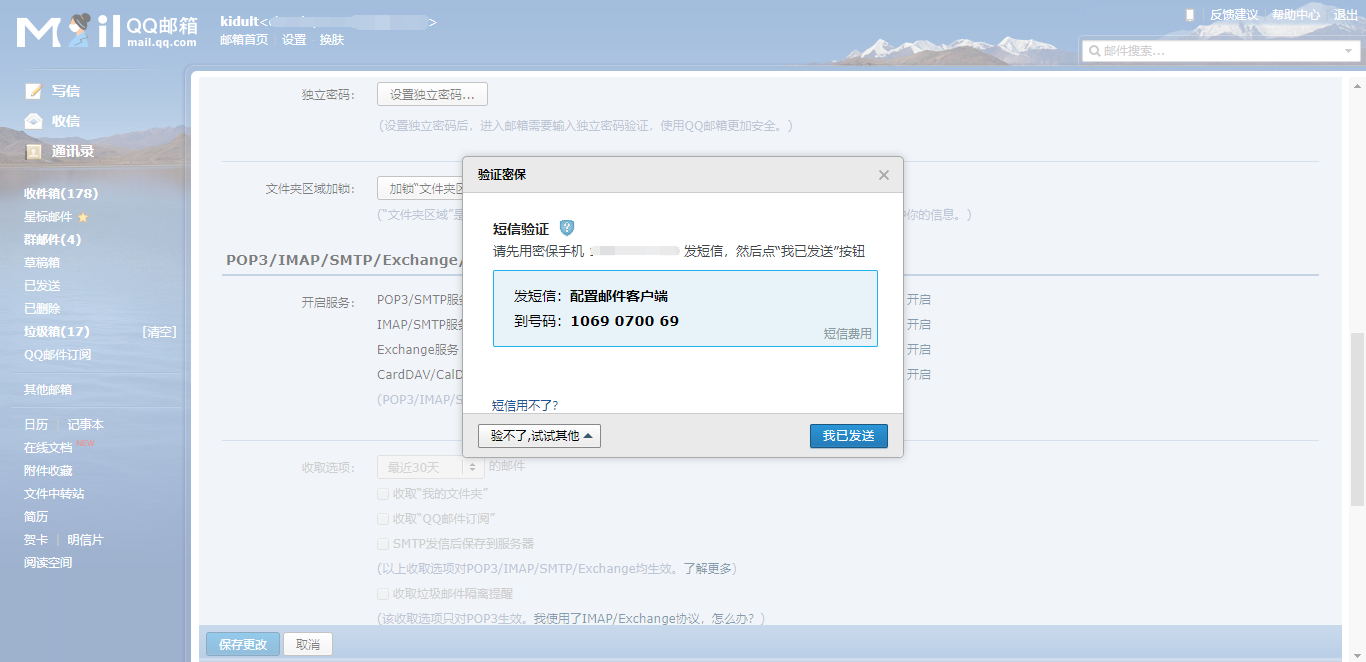 Mail QQ邮箱
mail.qq.com
kidult<
>
邮箱首页 | 设置 | 换肤
反馈建议 | 帮助中心 | 退出
邮件搜索...
写信
收信
通讯录
收件箱(178)
星标邮件
群邮件(4)
草稿箱
已发送
已删除
垃圾箱(17) [清空]
QQ邮件订阅
其他邮箱
日历 | 记事本
在线文档 NEW
附件收藏
文件中转站
简历
贺卡 | 明信片
阅读空间
独立密码： 设置独立密码...
(设置独立密码后，进入邮箱需要输入独立密码验证，使用QQ邮箱更加安全。)
文件夹区域加锁： 加锁“文件夹区
(“文件夹区域”是
你的信息。)
POP3/IMAP/SMTP/Exchange/
开启服务： POP3/SMTP服务 开启
IMAP/SMTP服务 开启
Exchange服务 开启
CardDAV/CalD 开启
(POP3/IMAP/S
验证密保
短信验证
请先用密保手机 发短信，然后点“我已发送”按钮
发短信：配置邮件客户端
到号码：1069 0700 69
短信费用
短信用不了?
验不了,试试其他
我已发送
收取选项： 最近30天 的邮件
收取“我的文件夹”
收取“QQ邮件订阅”
SMTP发信后保存到服务器
(以上收取选项对POP3/IMAP/SMTP/Exchange均生效。了解更多)
收取垃圾邮件隔离提醒
(该收取选项只对POP3生效。我使用了IMAP/Exchange协议，怎么办？)
保存更改 取消